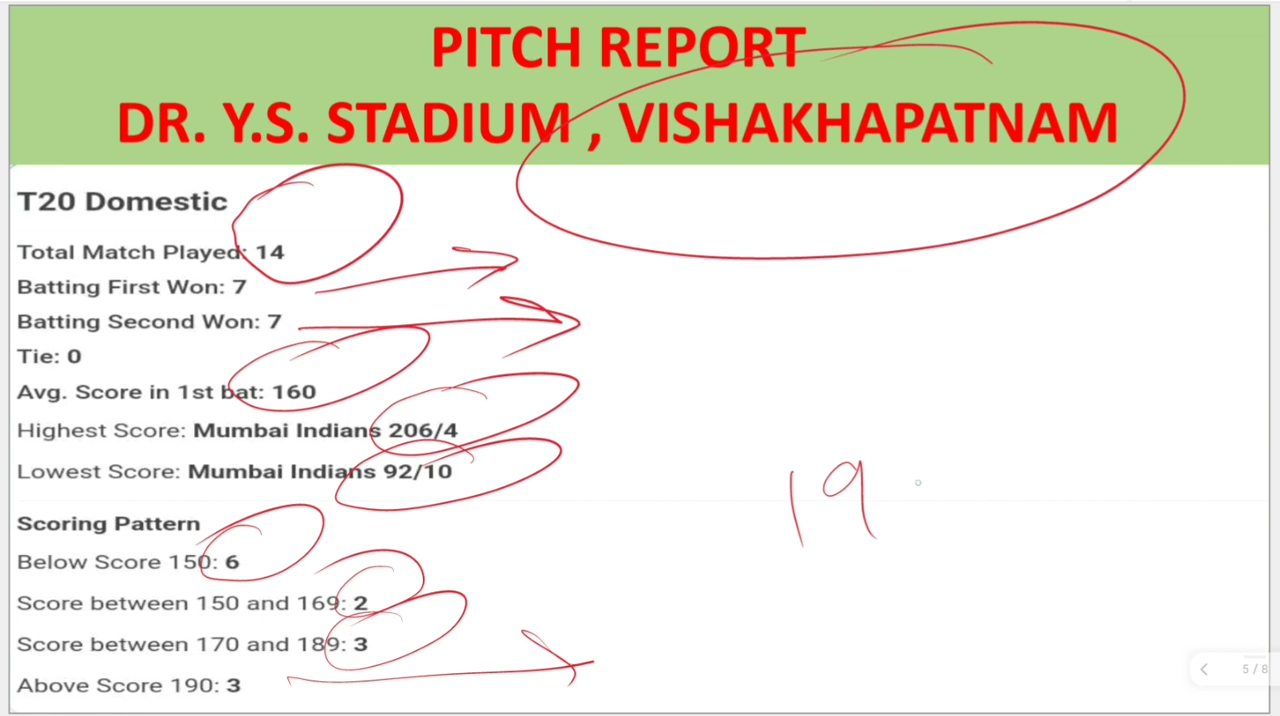 PITCH REPORT
DR. Y.S. STADIUM , VISHAKHAPATNAM
T20 Domestic
Total Match Played: 14
Batting First Won: 7
Batting Second Won: 7
Tie: 0
Avg. Score in 1st bat: 160
Highest Score: Mumbai Indians 206/4
Lowest Score: Mumbai Indians 92/10
19
Scoring Pattern
Below Score 150: 6
Score between 150 and 169: 2
Score between 170 and 189: 3
Above Score 190: 3
5 / 8